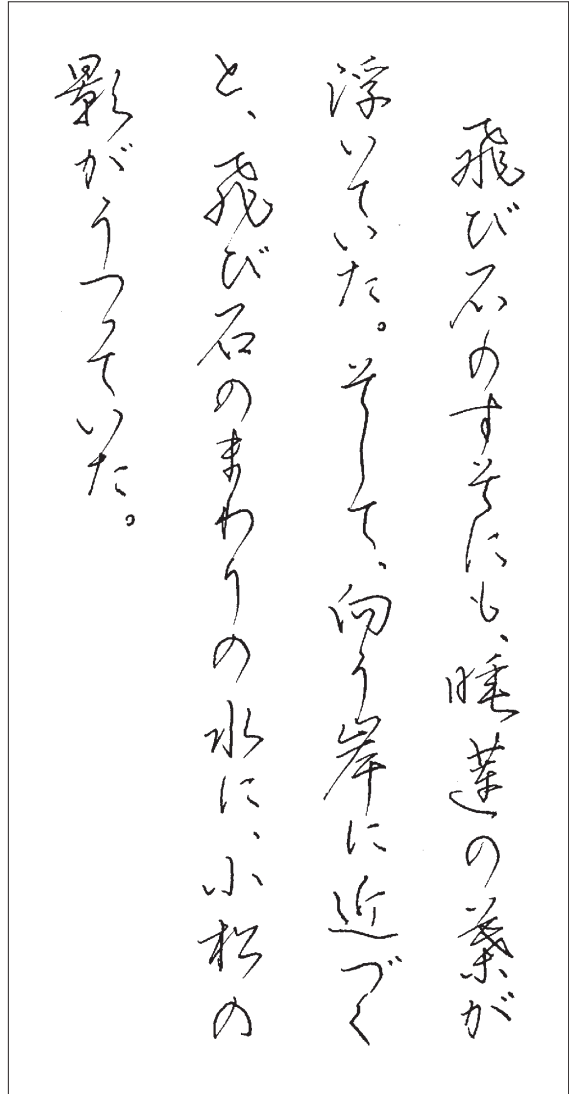 飛び石のすそにも、睡蓮の葉が
浮いていた。そして、向う岸に近づく
と、飛び石のまわりの水に、小松の
影がうつっていた。